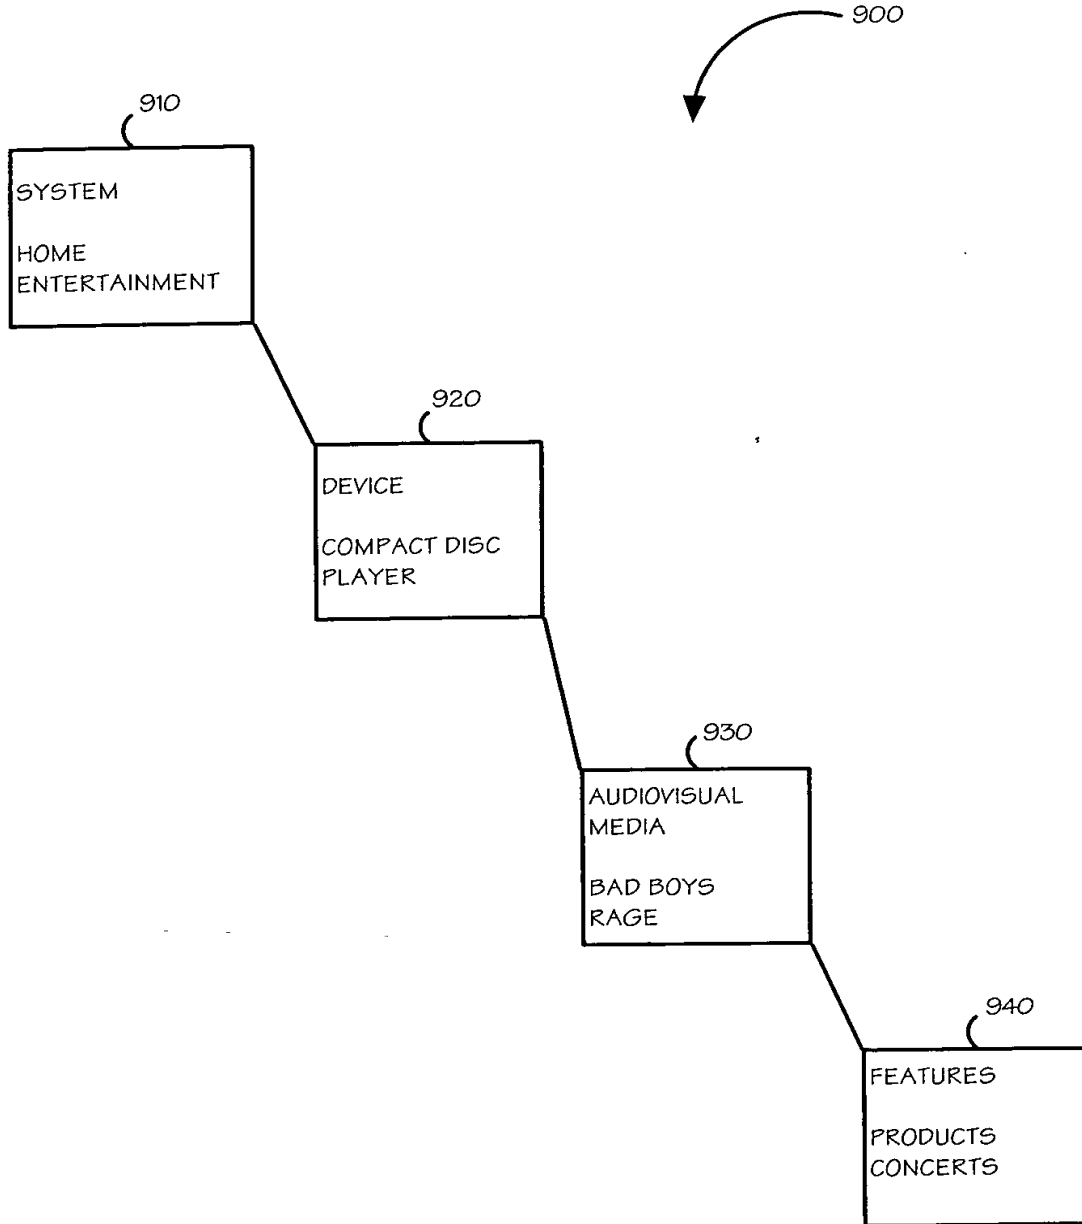 900
910
SYSTEM
HOME
ENTERTAINMENT
920
DEVICE
COMPACT DISC
PLAYER
930
AUDIOVISUAL
MEDIA
BAD BOYS
RAGE
940
FEATURES
PRODUCTS
CONCERTS